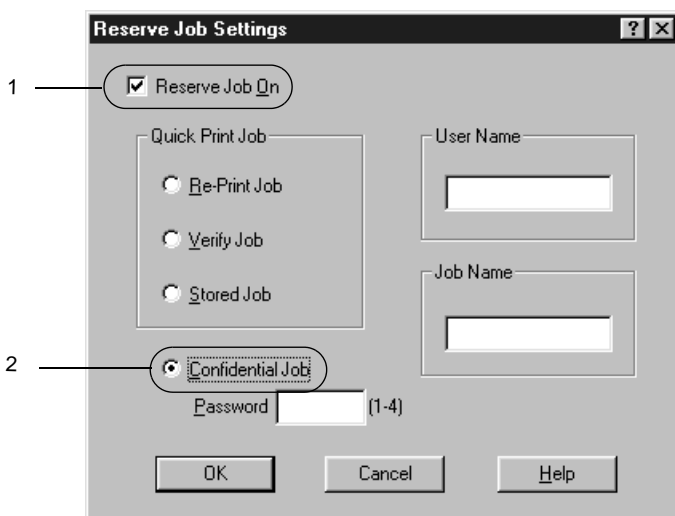 Reserve Job Settings
1
Reserve Job On
Quick Print Job
Re-Print Job
Verify Job
Stored Job
User Name
Job Name
2
Confidential Job
Password (1-4)
OK Cancel Help